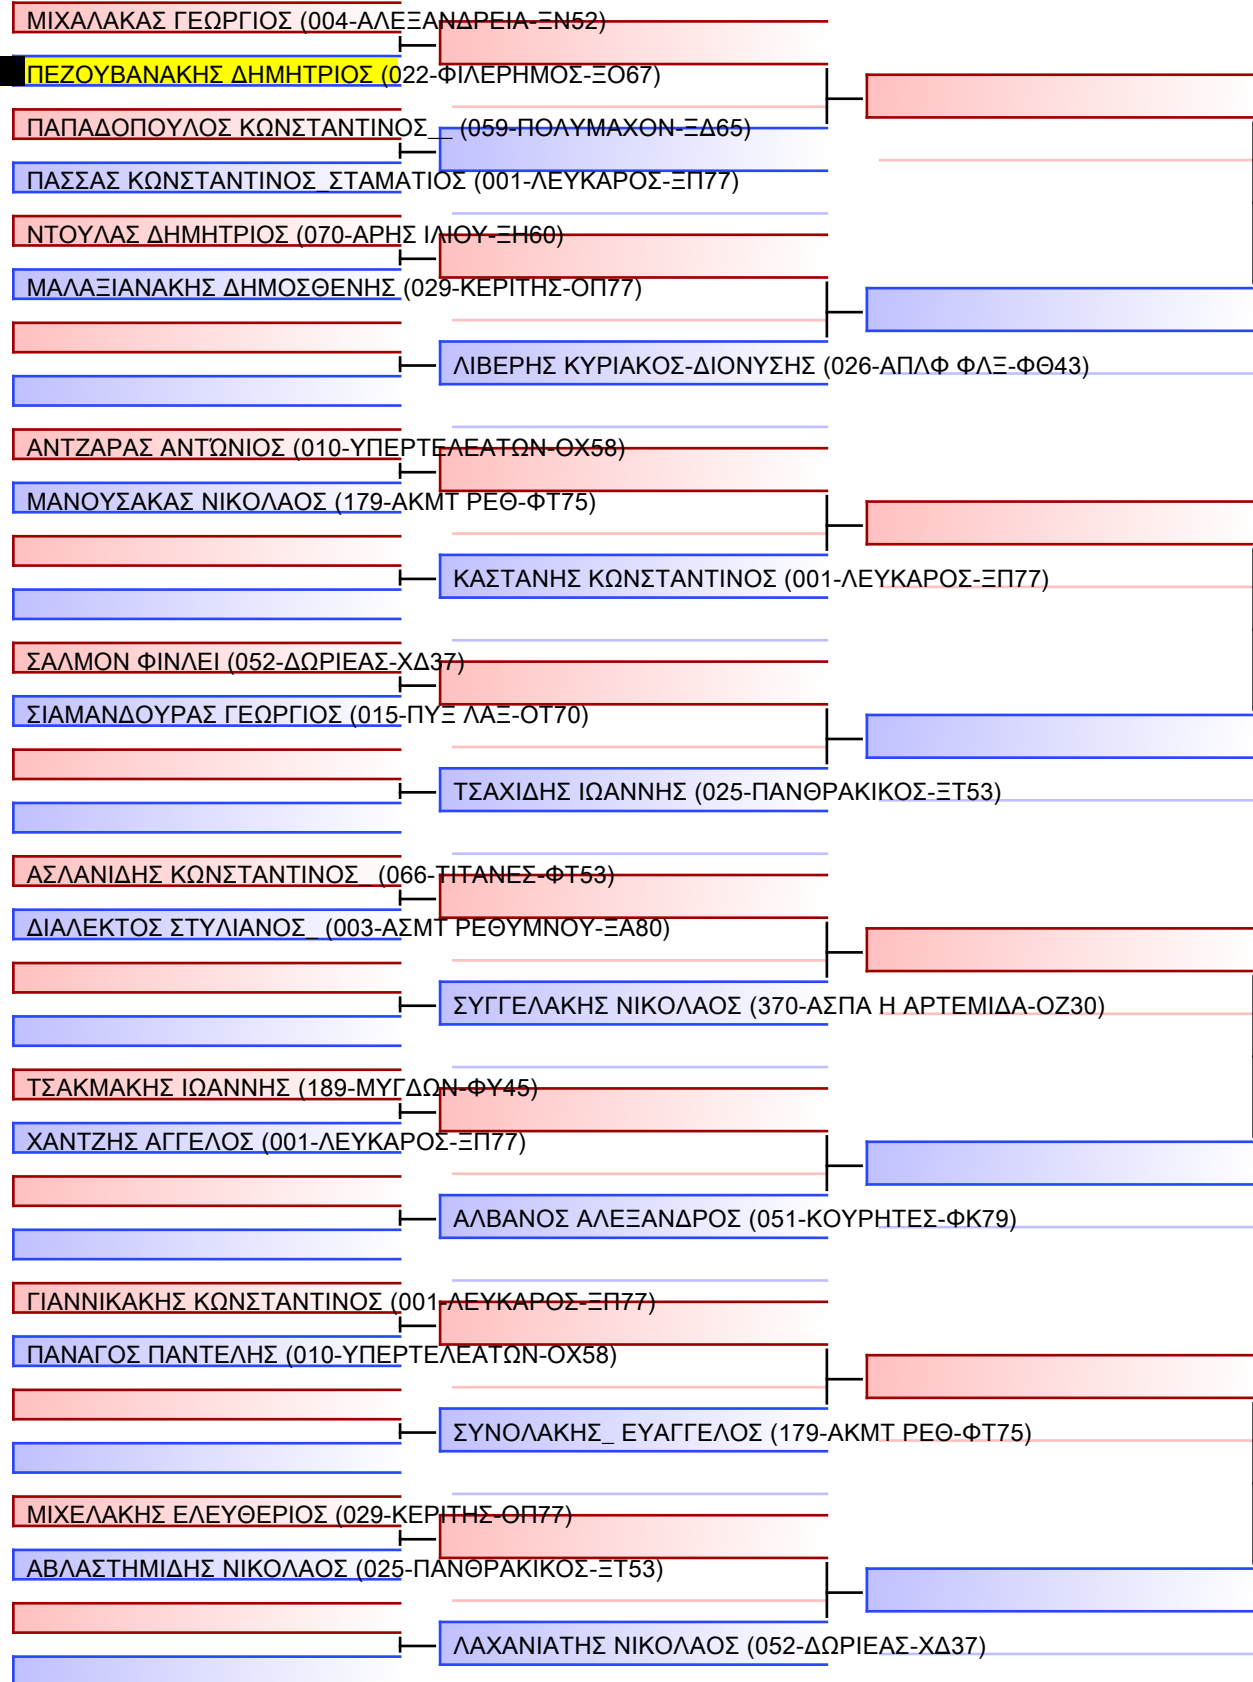 ΜΙΧΑΛΑΚΑΣ ΓΕΩΡΓΙΟΣ (004-ΑΛΕΞΑΝΔΡΕΙΑ-ΞΝ52)
ΠΕΖΟΥΒΑΝΑΚΗΣ ΔΗΜΗΤΡΙΟΣ (022-ΦΙΛΕΡΗΜΟΣ-ΞΟ67)
ΠΑΠΑΔΟΠΟΥΛΟΣ ΚΩΝΣΤΑΝΤΙΝΟΣ__ (059-ΠΟΛΥΜΑΧΟΝ-ΞΔ65)
ΠΑΣΣΑΣ ΚΩΝΣΤΑΝΤΙΝΟΣ_ΣΤΑΜΑΤΙΟΣ (001-ΛΕΥΚΑΡΟΣ-ΞΠ77)
ΝΤΟΥΛΑΣ ΔΗΜΗΤΡΙΟΣ (070-ΑΡΗΣ ΙΛΙΟΥ-ΞΗ60)
ΜΑΛΑΞΙΑΝΑΚΗΣ ΔΗΜΟΣΘΕΝΗΣ (029-ΚΕΡΙΤΗΣ-ΟΠ77)
ΛΙΒΕΡΗΣ ΚΥΡΙΑΚΟΣ-ΔΙΟΝΥΣΗΣ (026-ΑΠΛΦ ΦΛΞ-ΦΘ43)
ΑΝΤΖΑΡΑΣ ΑΝΤΏΝΙΟΣ (010-ΥΠΕΡΤΕΛΕΑΤΩΝ-ΟΧ58)
ΜΑΝΟΥΣΑΚΑΣ ΝΙΚΟΛΑΟΣ (179-ΑΚΜΤ ΡΕΘ-ΦΤ75)
ΚΑΣΤΑΝΗΣ ΚΩΝΣΤΑΝΤΙΝΟΣ (001-ΛΕΥΚΑΡΟΣ-ΞΠ77)
ΣΑΛΜΟΝ ΦΙΝΛΕΙ (052-ΔΩΡΙΕΑΣ-ΧΔ37)
ΣΙΑΜΑΝΔΟΥΡΑΣ ΓΕΩΡΓΙΟΣ (015-ΠΥΞ ΛΑΞ-ΟΤ70)
ΤΣΑΧΙΔΗΣ ΙΩΑΝΝΗΣ (025-ΠΑΝΘΡΑΚΙΚΟΣ-ΞΤ53)
ΑΣΛΑΝΙΔΗΣ ΚΩΝΣΤΑΝΤΙΝΟΣ_ (066-ΤΙΤΑΝΕΣ-ΦΤ53)
ΔΙΑΛΕΚΤΟΣ ΣΤΥΛΙΑΝΟΣ_ (003-ΑΣΜΤ ΡΕΘΥΜΝΟΥ-ΞΑ80)
ΣΥΓΓΕΛΑΚΗΣ ΝΙΚΟΛΑΟΣ (370-ΑΣΠΑ Η ΑΡΤΕΜΙΔΑ-ΟΖ30)
ΤΣΑΚΜΑΚΗΣ ΙΩΑΝΝΗΣ (189-ΜΥΓΔΩΝ-ΦΥ45)
ΧΑΝΤΖΗΣ ΑΓΓΕΛΟΣ (001-ΛΕΥΚΑΡΟΣ-ΞΠ77)
ΑΛΒΑΝΟΣ ΑΛΕΞΑΝΔΡΟΣ (051-ΚΟΥΡΗΤΕΣ-ΦΚ79)
ΓΙΑΝΝΙΚΑΚΗΣ ΚΩΝΣΤΑΝΤΙΝΟΣ (001-ΛΕΥΚΑΡΟΣ-ΞΠ77)
ΠΑΝΑΓΟΣ ΠΑΝΤΕΛΗΣ (010-ΥΠΕΡΤΕΛΕΑΤΩΝ-ΟΧ58)
ΣΥΝΟΛΑΚΗΣ_ ΕΥΑΓΓΕΛΟΣ (179-ΑΚΜΤ ΡΕΘ-ΦΤ75)
ΜΙΧΕΛΑΚΗΣ ΕΛΕΥΘΕΡΙΟΣ (029-ΚΕΡΙΤΗΣ-ΟΠ77)
ΑΒΛΑΣΤΗΜΙΔΗΣ ΝΙΚΟΛΑΟΣ (025-ΠΑΝΘΡΑΚΙΚΟΣ-ΞΤ53)
ΛΑΧΑΝΙΑΤΗΣ ΝΙΚΟΛΑΟΣ (052-ΔΩΡΙΕΑΣ-ΧΔ37)